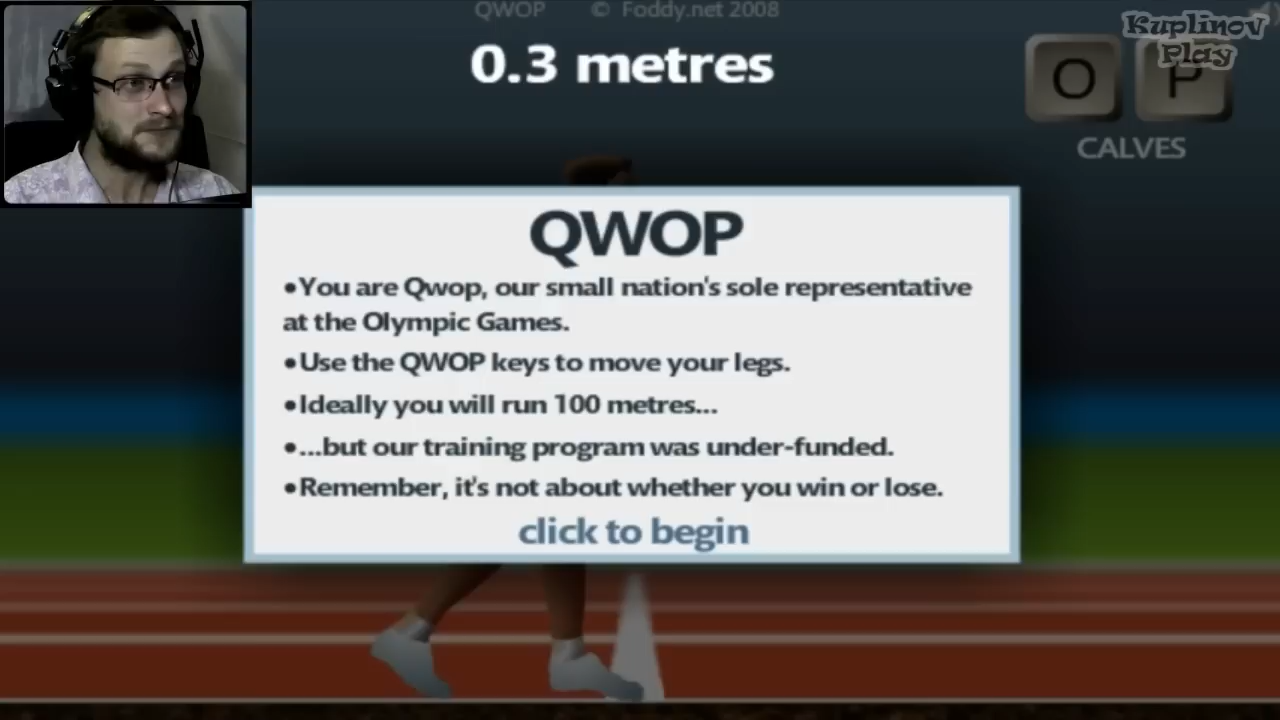 QWOP © Foddy.net 2008
Kuplinov
Play
0.3 metres
O P
CALVES
QWOP
•You are Qwop, our small nation's sole representative
at the Olympic Games.
•Use the QWOP keys to move your legs.
•Ideally you will run 100 metres...
•...but our training program was under-funded.
•Remember, it's not about whether you win or lose.
click to begin